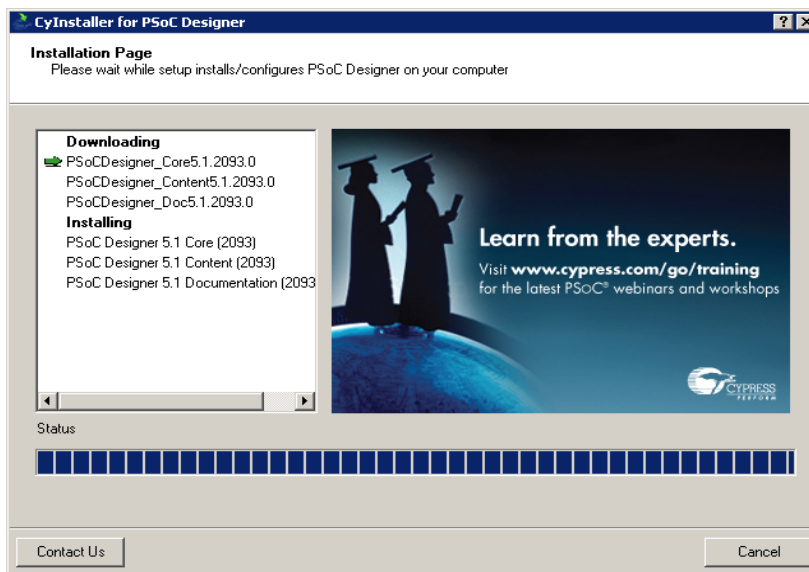 CyInstaller for PSoC Designer
Installation Page
Please wait while setup installs/configures PSoC Designer on your computer
Downloading
PSoCDesigner_Core5.1.2093.0
PSoCDesigner_Content5.1.2093.0
PSoCDesigner_Doc5.1.2093.0
Installing
PSoC Designer 5.1 Core (2093)
PSoC Designer 5.1 Content (2093)
PSoC Designer 5.1 Documentation (2093
Learn from the experts.
Visit www.cypress.com/go/training
for the latest PSoC® webinars and workshops
CYPRESS
PERFORM
Status
Contact Us
Cancel